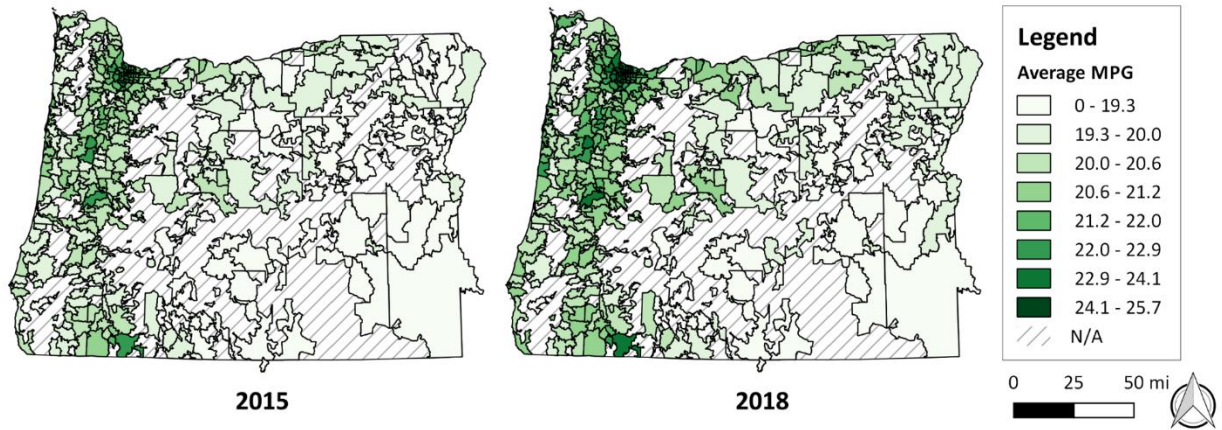 2015
2018
Legend
Average MPG
0 - 19.3
19.3 - 20.0
20.0 - 20.6
20.6 - 21.2
21.2 - 22.0
22.0 - 22.9
22.9 - 24.1
24.1 - 25.7
N/A
0 25 50 mi